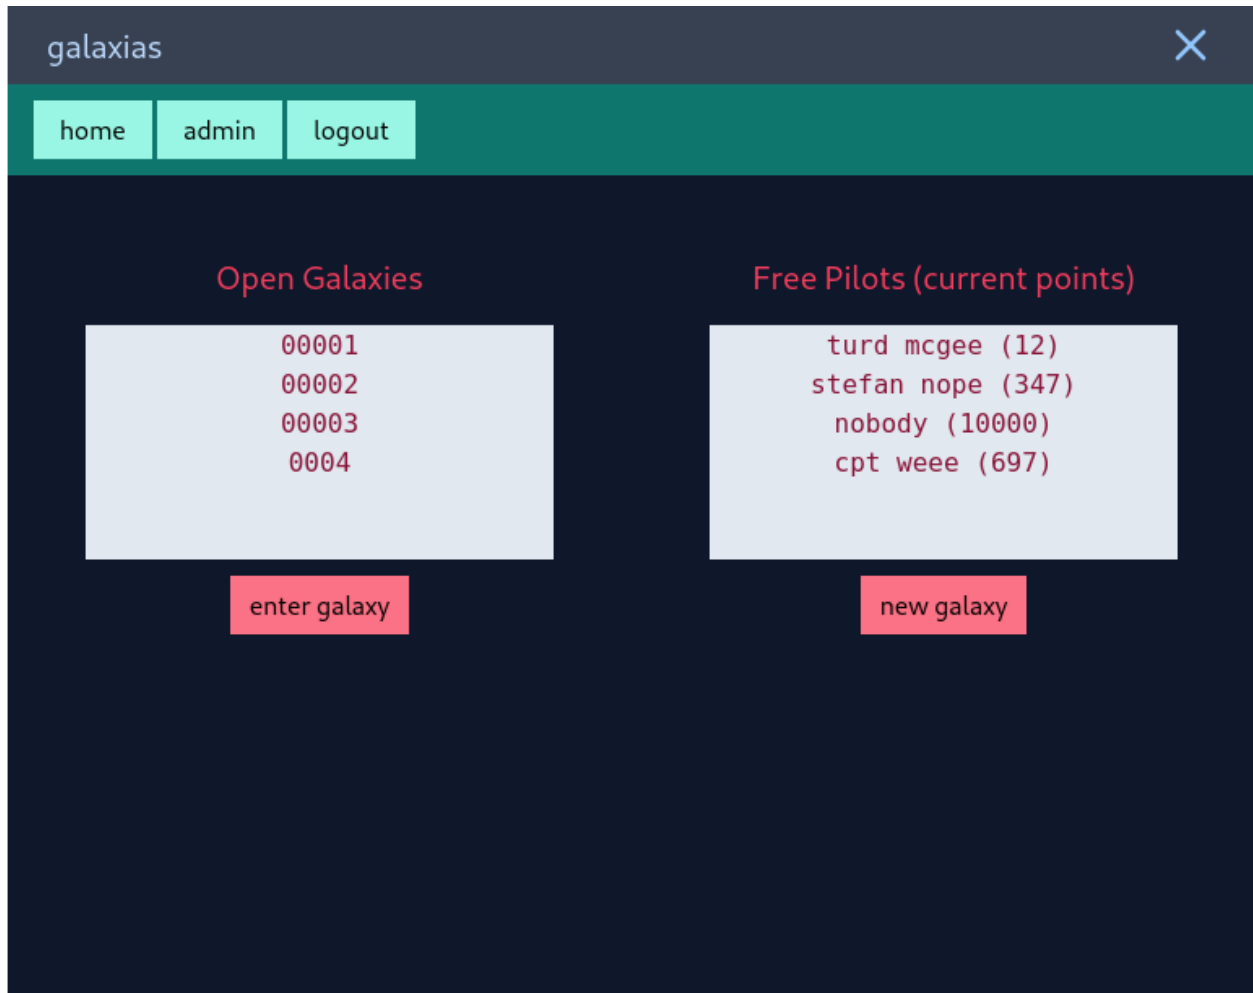 galaxias
home admin logout
Open Galaxies
00001
00002
00003
0004
enter galaxy
Free Pilots (current points)
turd mcgee (12)
stefan nope (347)
nobody (10000)
cpt weee (697)
new galaxy